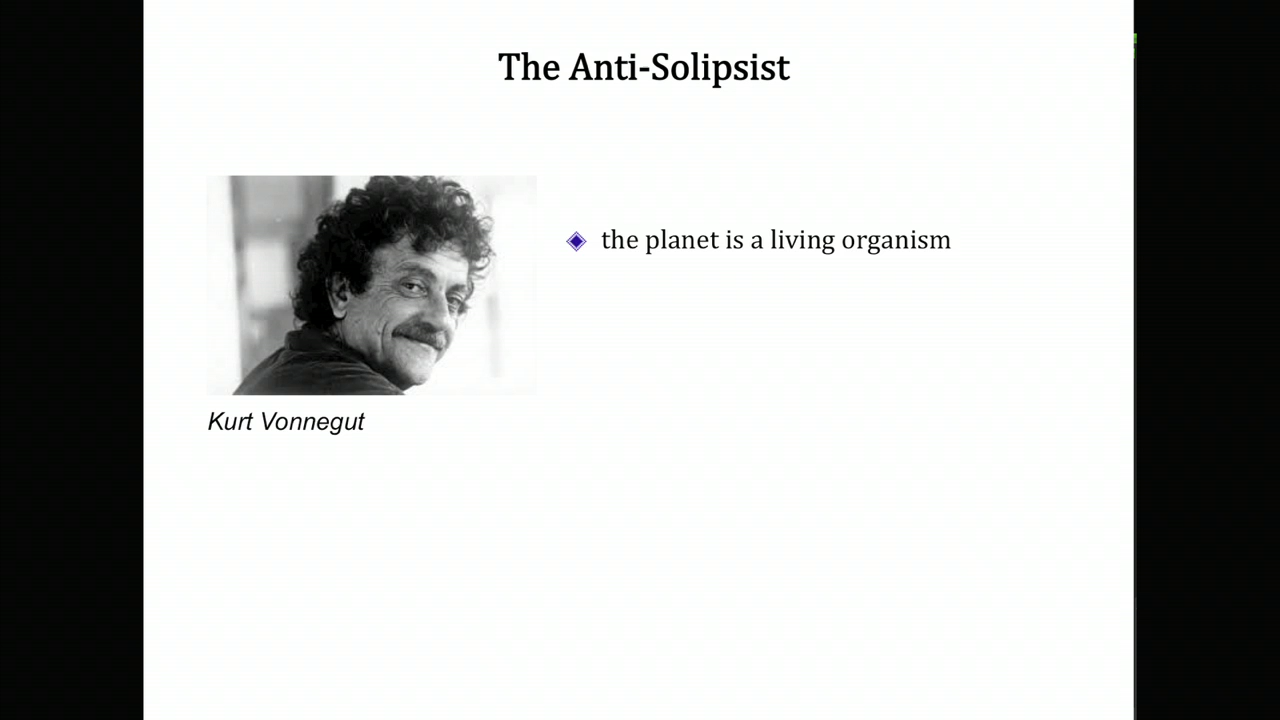 The Anti-Solipsist
the planet is a living organism
Kurt Vonnegut